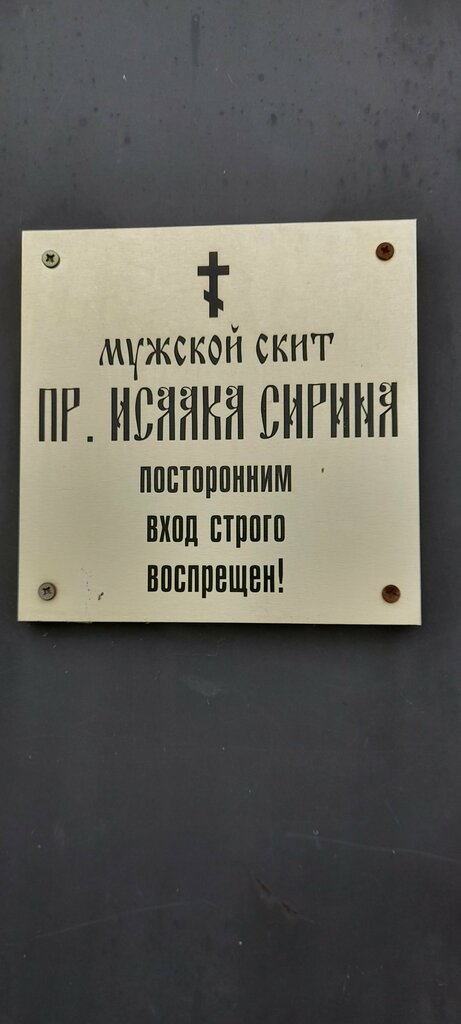 мужской скит
ПР. ИСААКА СИРИНА
посторонним
вход строго
воспрещен!